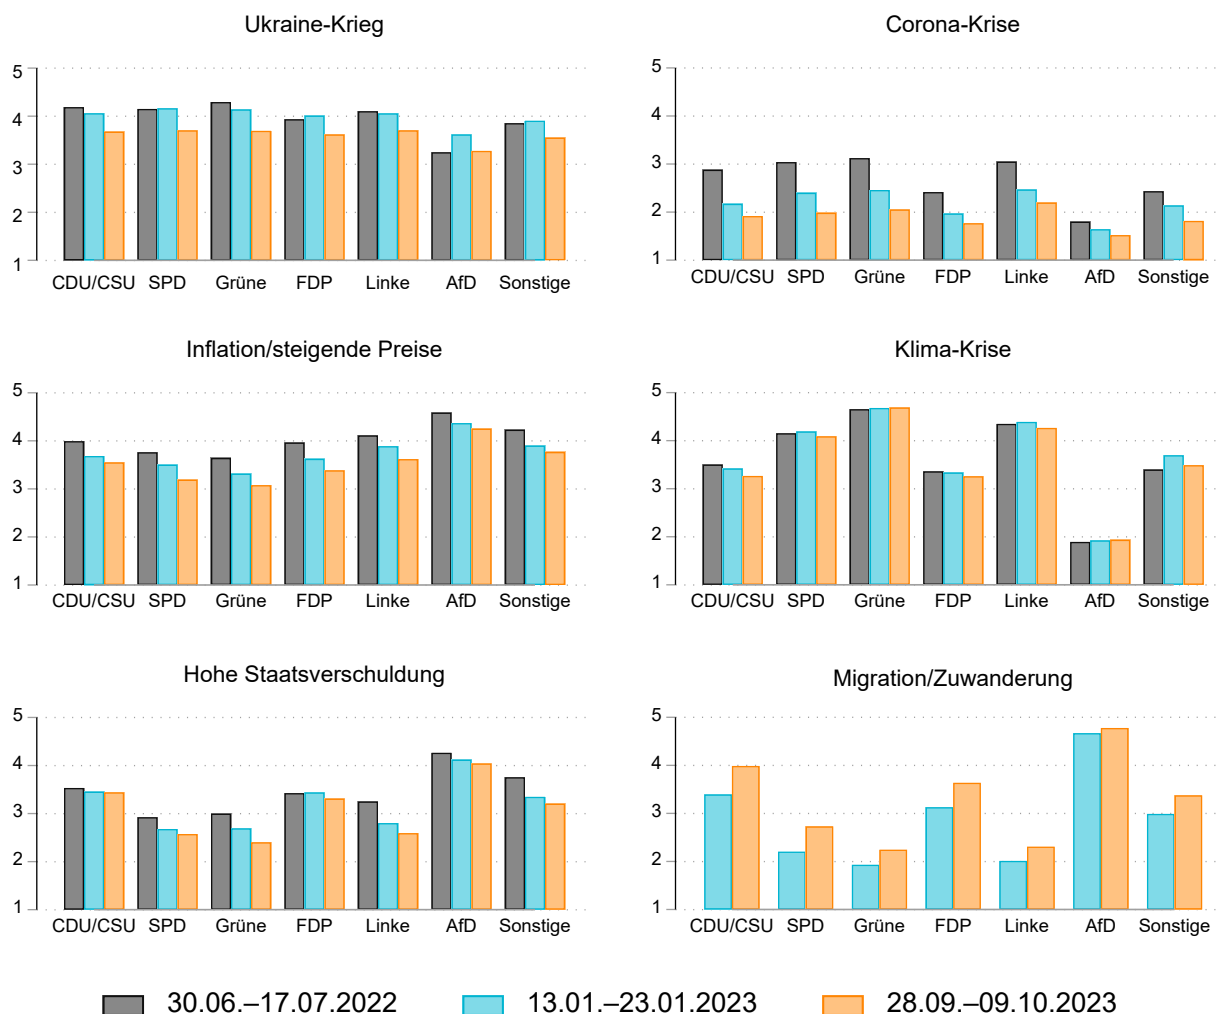 Ukraine-Krieg
5
4
3
2
1
CDU/CSU SPD Grüne FDP Linke AfD Sonstige
Corona-Krise
5
4
3
2
1
CDU/CSU SPD Grüne FDP Linke AfD Sonstige
Inflation/steigende Preise
5
4
3
2
1
CDU/CSU SPD Grüne FDP Linke AfD Sonstige
Klima-Krise
5
4
3
2
1
CDU/CSU SPD Grüne FDP Linke AfD Sonstige
Hohe Staatsverschuldung
5
4
3
2
1
CDU/CSU SPD Grüne FDP Linke AfD Sonstige
Migration/Zuwanderung
5
4
3
2
1
CDU/CSU SPD Grüne FDP Linke AfD Sonstige
30.06.–17.07.2022 13.01.–23.01.2023 28.09.–09.10.2023